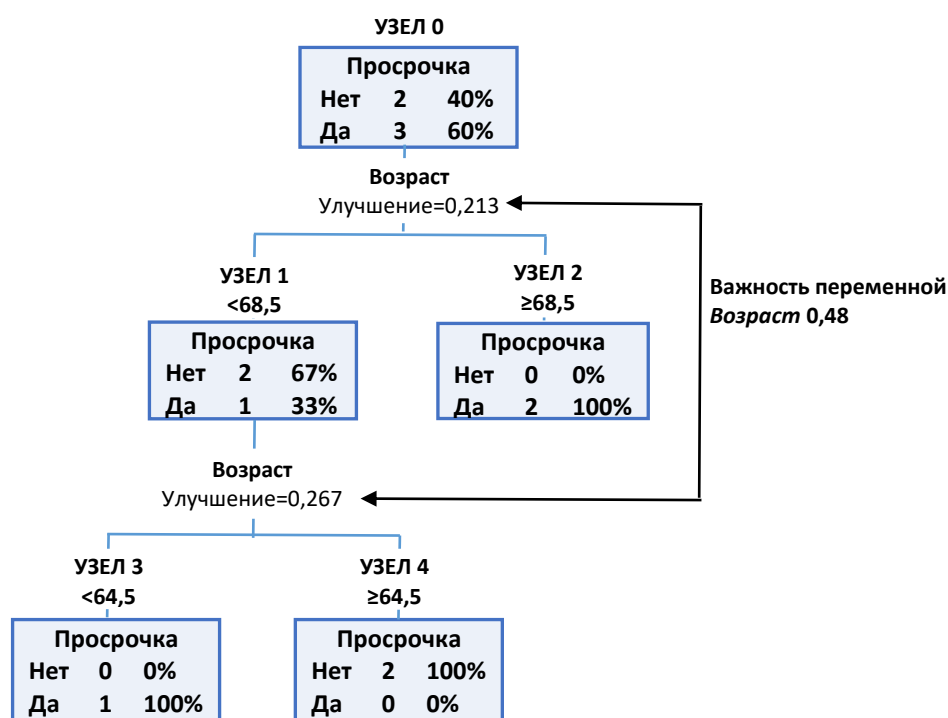 УЗЕЛ 0
Просрочка
Нет 2 40%
Да 3 60%
Возраст
Улучшение=0,213
УЗЕЛ 1
<68,5
Просрочка
Нет 2 67%
Да 1 33%
УЗЕЛ 2
≥68,5
Просрочка
Нет 0 0%
Да 2 100%
Важность переменной
Возраст 0,48
Возраст
Улучшение=0,267
УЗЕЛ 3
<64,5
Просрочка
Нет 0 0%
Да 1 100%
УЗЕЛ 4
≥64,5
Просрочка
Нет 2 100%
Да 0 0%